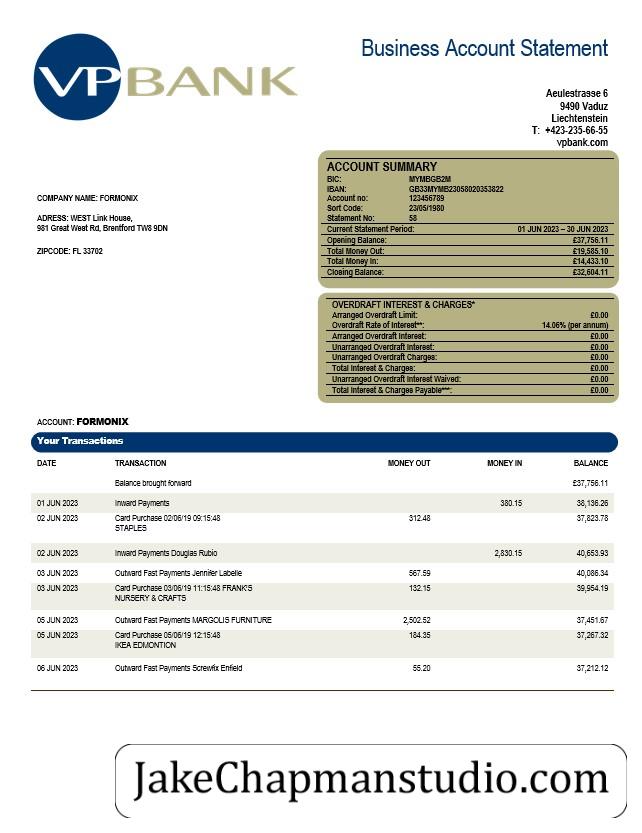 VPBANK
Business Account Statement
Aeulestrasse 6
9490 Vaduz
Liechtenstein
T: +423-235-66-55
vpbank.com
COMPANY NAME: FORMONIX
ADRESS: WEST Link House,
981 Great West Rd, Brentford TW8 9DN
ZIPCODE: FL 33702
ACCOUNT SUMMARY
BIC: MYMBGB2M
IBAN: GB33MYMB23058020353822
Account no: 123456789
Sort Code: 23/05/1980
Statement No: 58
Current Statement Period: 01 JUN 2023 – 30 JUN 2023
Opening Balance: £37,756.11
Total Money Out: £19,585.10
Total Money In: £14,433.10
Closing Balance: £32,604.11
OVERDRAFT INTEREST & CHARGES*
Arranged Overdraft Limit: £0.00
Overdraft Rate of Interest**: 14.06% (per annum)
Arranged Overdraft Interest: £0.00
Unarranged Overdraft Interest: £0.00
Unarranged Overdraft Charges: £0.00
Total Interest & Charges: £0.00
Unarranged Overdraft Interest Waived: £0.00
Total Interest & Charges Payable***: £0.00
ACCOUNT: FORMONIX
Your Transactions
DATE TRANSACTION MONEY OUT MONEY IN BALANCE
Balance brought forward £37,756.11
01 JUN 2023 Inward Payments 380.15 38,136.26
02 JUN 2023 Card Purchase 02/06/19 09:15:48 312.48 37,823.78
STAPLES
02 JUN 2023 Inward Payments Douglas Rubio 2,830.15 40,653.93
03 JUN 2023 Outward Fast Payments Jennifer Labelle 567.59 40,086.34
03 JUN 2023 Card Purchase 03/06/19 11:15:48 FRANK'S 132.15 39,954.19
NURSERY & CRAFTS
05 JUN 2023 Outward Fast Payments MARGOLIS FURNITURE 2,502.52 37,451.67
05 JUN 2023 Card Purchase 05/06/19 12:15:48 184.35 37,267.32
IKEA EDMONTION
06 JUN 2023 Outward Fast Payments Screwfix Enfield 55.20 37,212.12
JakeChapmanstudio.com